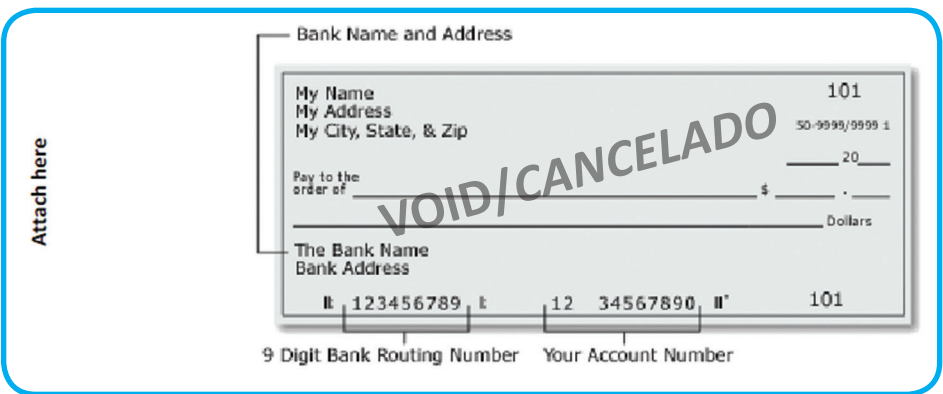 Bank Name and Address
My Name 101
My Address
My City, State, & Zip 50-9999/9999 1
20
Pay to the
order of $ .
Dollars
VOID/CANCELADO
The Bank Name
Bank Address
⑆ 123456789 ⑆ 12 34567890 ⑈ 101
9 Digit Bank Routing Number Your Account Number
Attach here